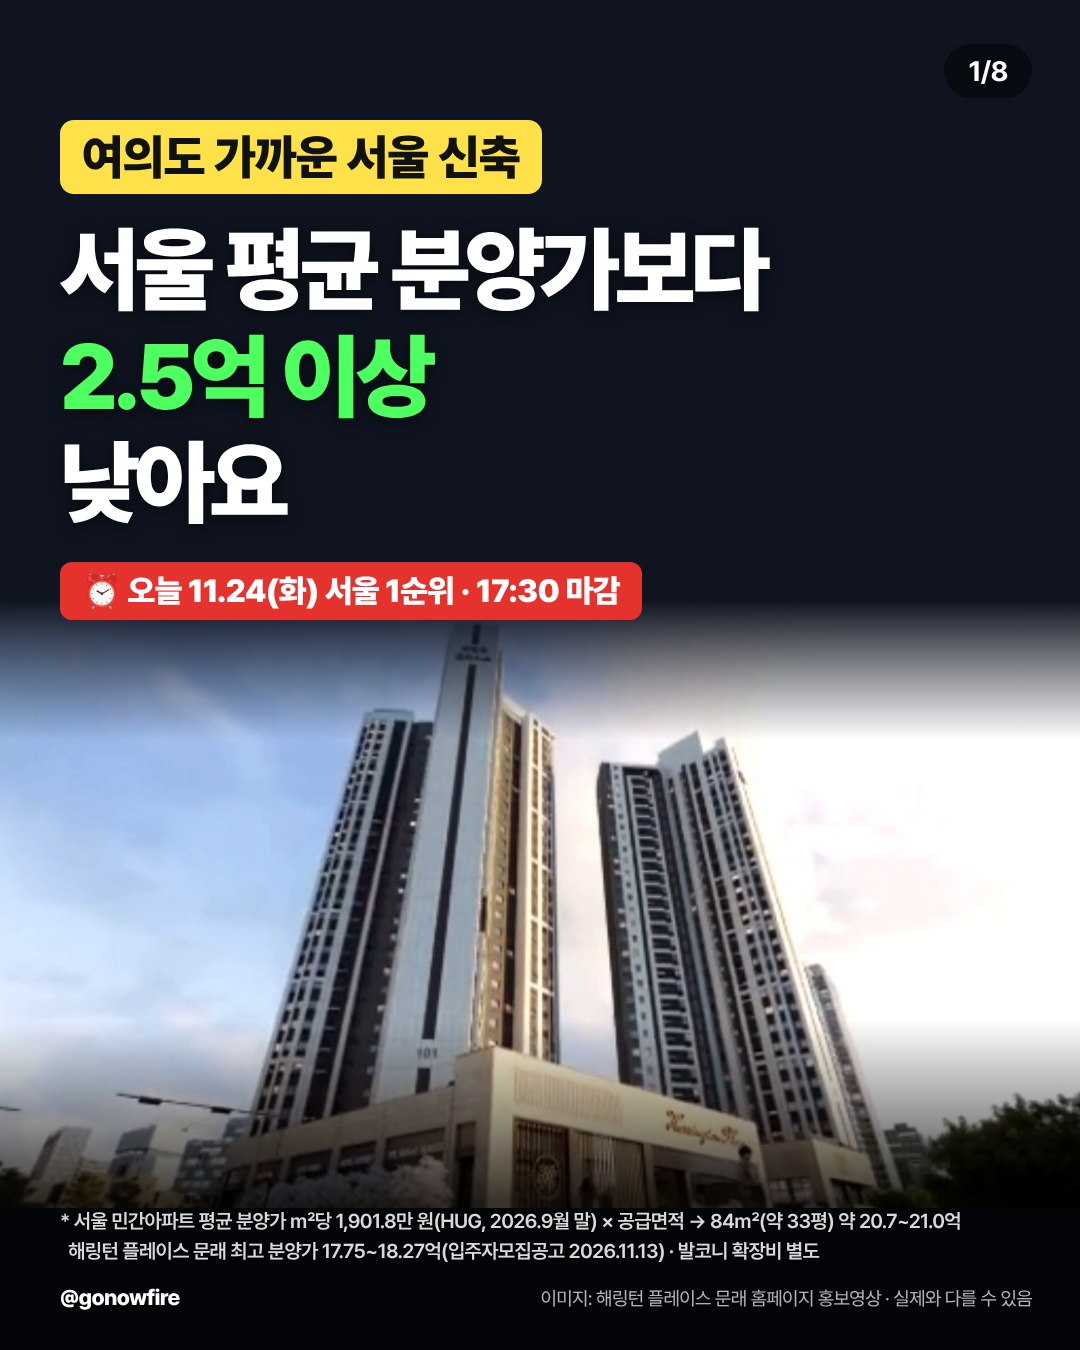 1/8
여의도 가까운 서울 신축
서울 평균 분양가보다
2.5억 이상
낮아요
⏰ 오늘 11.24(화) 서울 1순위 · 17:30 마감
101
* 서울 민간아파트 평균 분양가 m²당 1,901.8만 원(HUG, 2026.9월 말) × 공급면적 → 84m²(약 33평) 약 20.7~21.0억
해링턴 플레이스 문래 최고 분양가 17.75~18.27억(입주자모집공고 2026.11.13) · 발코니 확장비 별도
@gonowfire
이미지: 해링턴 플레이스 문래 홈페이지 홍보영상 · 실제와 다를 수 있음